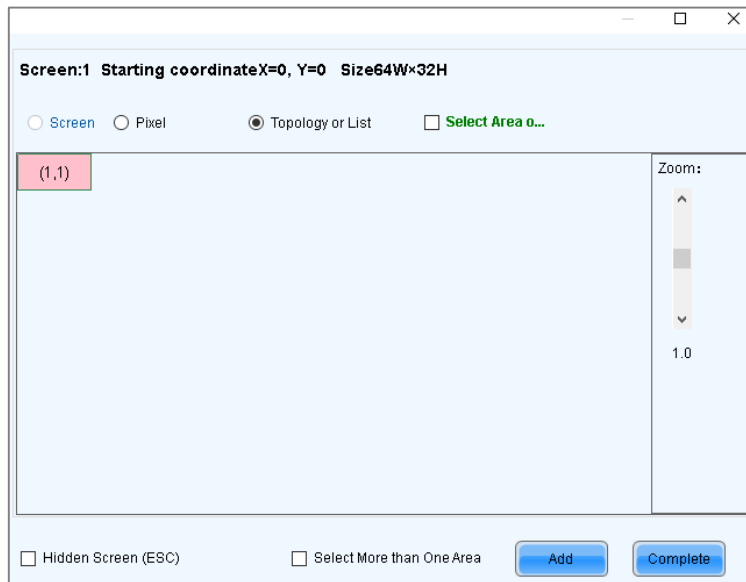 Screen:1 Starting coordinateX=0, Y=0 Size64W×32H
Screen Pixel Topology or List Select Area o...
(1,1)
Zoom:
1.0
Hidden Screen (ESC) Select More than One Area Add Complete